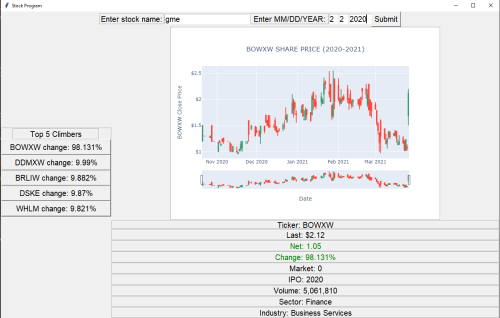 Stock Program
Enter stock name: gme Enter MM/DD/YEAR: 2 2 2020 Submit
BOWXW SHARE PRICE (2020-2021)
BOWXW Close Price
$2.5
$2
$1.5
$1
Nov 2020 Dec 2020 Jan 2021 Feb 2021 Mar 2021
Date
Top 5 Climbers
BOWXW change: 98.131%
DDMXW change: 9.99%
BRLIW change: 9.882%
DSKE change: 9.87%
WHLM change: 9.821%
Ticker: BOWXW
Last: $2.12
Net: 1.05
Change: 98.131%
Market: 0
IPO: 2020
Volume: 5,061,810
Sector: Finance
Industry: Business Services